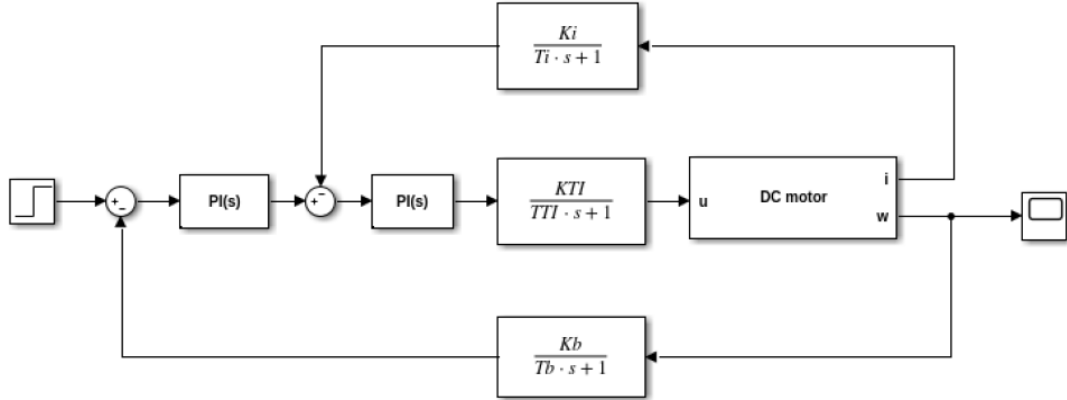 Ki
Ti · s + 1
+
−
PI(s)
+
−
PI(s)
KTI
TTI · s + 1
u
DC motor
i
w
Kb
Tb · s + 1